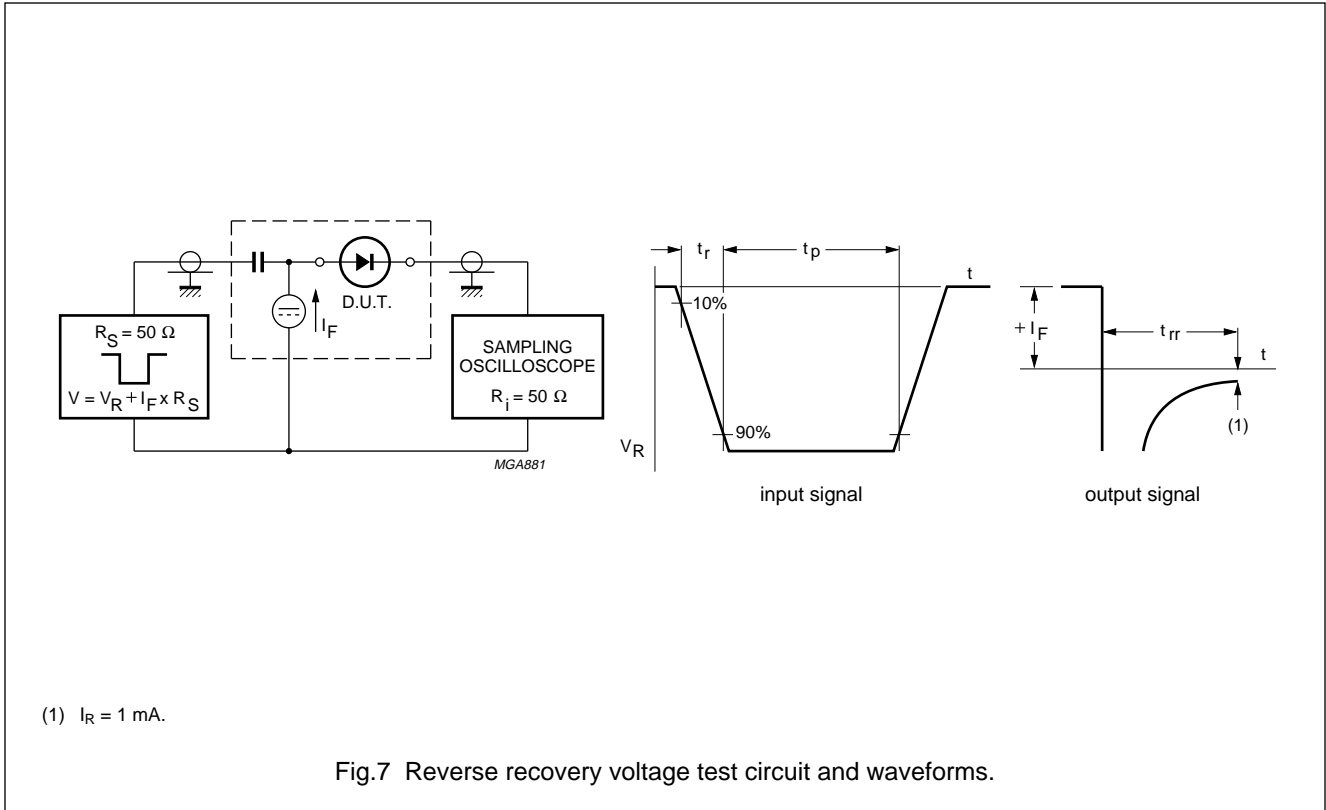 R_S = 50 Ω
V = V_R + I_F x R_S
I_F
D.U.T.
SAMPLING
OSCILLOSCOPE
R_i = 50 Ω
MGA881
t_r
t_p
t
10%
90%
V_R
input signal
+ I_F
t_rr
t
(1)
output signal
(1) I_R = 1 mA.
Fig.7 Reverse recovery voltage test circuit and waveforms.